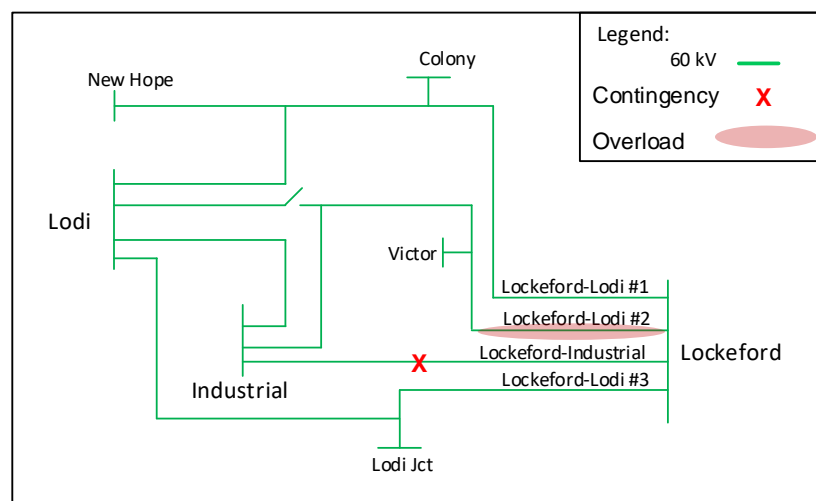 Legend:
60 kV
Contingency X
Overload
Colony
New Hope
Lodi
Victor
Lockeford-Lodi #1
Lockeford-Lodi #2
Lockeford-Industrial
Lockeford
X
Lockeford-Lodi #3
Industrial
Lodi Jct